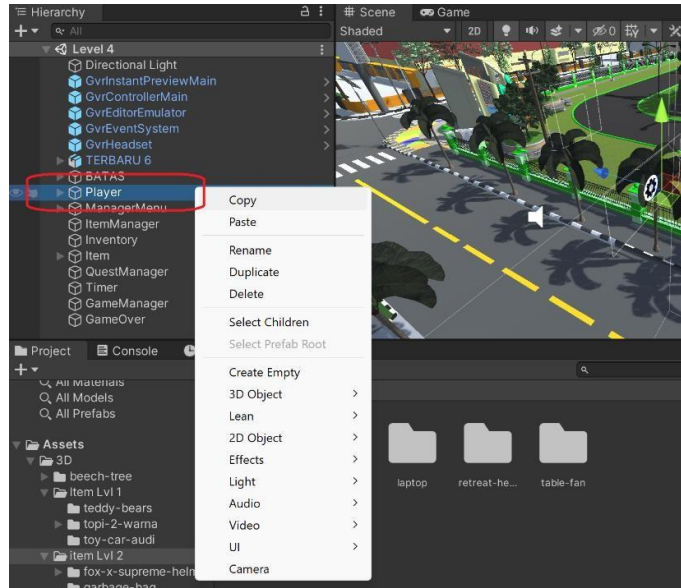 Hierarchy
All
Level 4
Directional Light
GvrInstantPreviewMain
GvrControllerMain
GvrEditorEmulator
GvrEventSystem
GvrHeadset
TERBARU 6
BATAS
Player
ManagerMenu
ItemManager
Inventory
Item
QuestManager
Timer
GameManager
GameOver
Scene
Game
Shaded
2D
0
Copy
Paste
Rename
Duplicate
Delete
Select Children
Select Prefab Root
Create Empty
3D Object
Lean
2D Object
Effects
Light
Audio
Video
UI
Camera
Project
Console
All Materials
All Models
All Prefabs
Assets
3D
beech-tree
Item Lvl 1
teddy-bears
topi-2-warna
toy-car-audi
item Lvl 2
fox-x-supreme-helm
garbage-bag
laptop
retreat-he...
table-fan